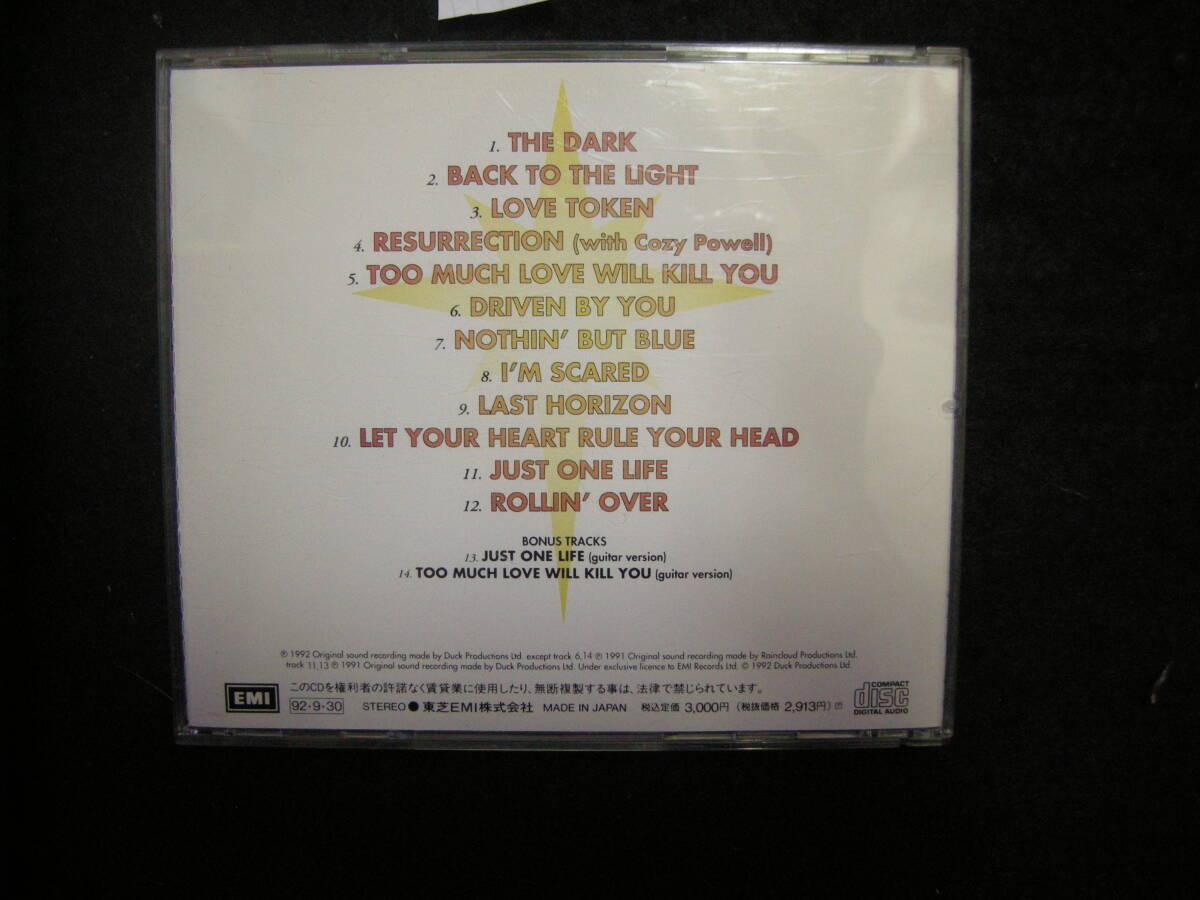 1. THE DARK
2. BACK TO THE LIGHT
3. LOVE TOKEN
4. RESURRECTION (with Cozy Powell)
5. TOO MUCH LOVE WILL KILL YOU
6. DRIVEN BY YOU
7. NOTHIN' BUT BLUE
8. I'M SCARED
9. LAST HORIZON
10. LET YOUR HEART RULE YOUR HEAD
11. JUST ONE LIFE
12. ROLLIN' OVER
BONUS TRACKS
13. JUST ONE LIFE (guitar version)
14. TOO MUCH LOVE WILL KILL YOU (guitar version)
℗ 1992 Original sound recording made by Duck Productions Ltd. except track 6,14 ℗ 1991 Original sound recording made by Raincloud Productions Ltd.
track 11,13 ℗ 1991 Original sound recording made by Duck Productions Ltd. Under exclusive licence to EMI Records Ltd. © 1992 Duck Productions Ltd.
EMI このCDを権利者の許諾なく賃貸業に使用したり、無断複製する事は、法律で禁じられています。
92・9・30 STEREO ● 東芝EMI株式会社 MADE IN JAPAN 税込定価 3,000円 (税抜価格 2,913円)
COMPACT
disc
DIGITAL AUDIO